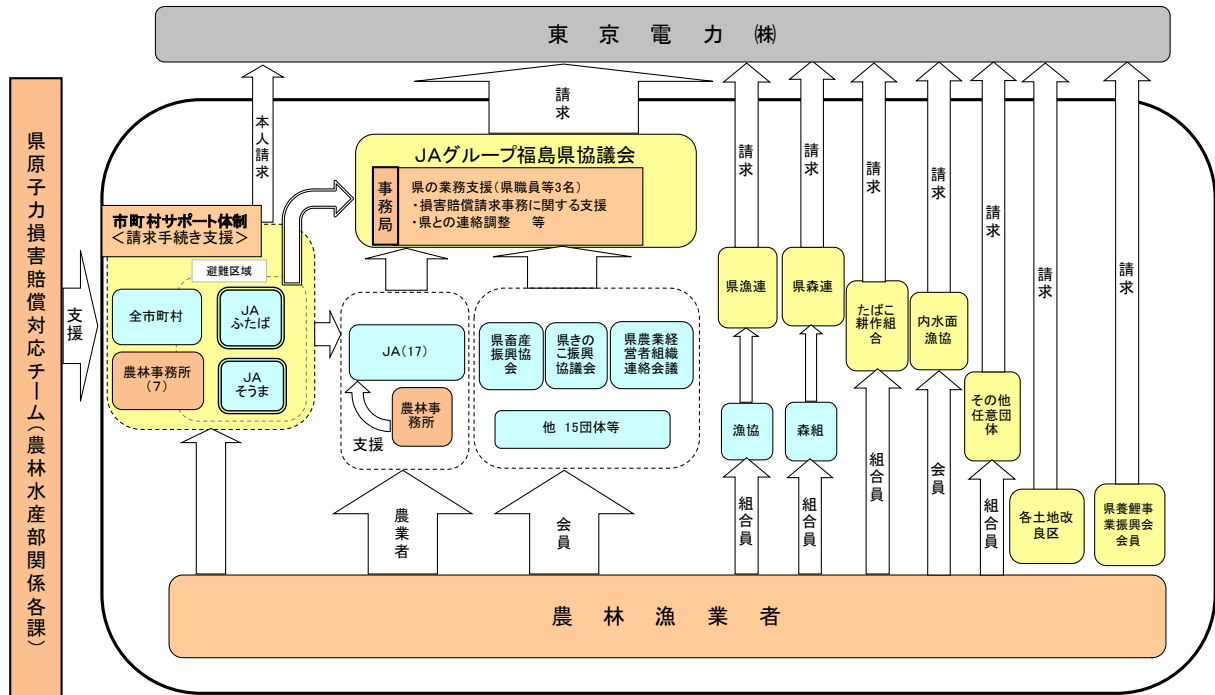 東 京 電 力 ㈱
県原子力損害賠償対応チーム(農林水産部関係各課)
支援
本人請求
市町村サポート体制
＜請求手続き支援＞
避難区域
全市町村
農林事務所
(7)
JA
ふたば
JA
そうま
請求
JAグループ福島県協議会
事務局
県の業務支援(県職員等3名)
・損害賠償請求事務に関する支援
・県との連絡調整　等
JA(17)
農林事
務所
支援
県畜産
振興協
会
県きの
こ振興
協議会
県農業経
営者組織
連絡会議
他 15団体等
農業者
会員
請求
県漁連
漁協
組合員
請求
県森連
森組
組合員
請求
たばこ
耕作組
合
組合員
請求
内水面
漁協
会員
請求
その他
任意団
体
組合員
請求
各土地改
良区
請求
県養鯉事
業振興会
会員
農 林 漁 業 者